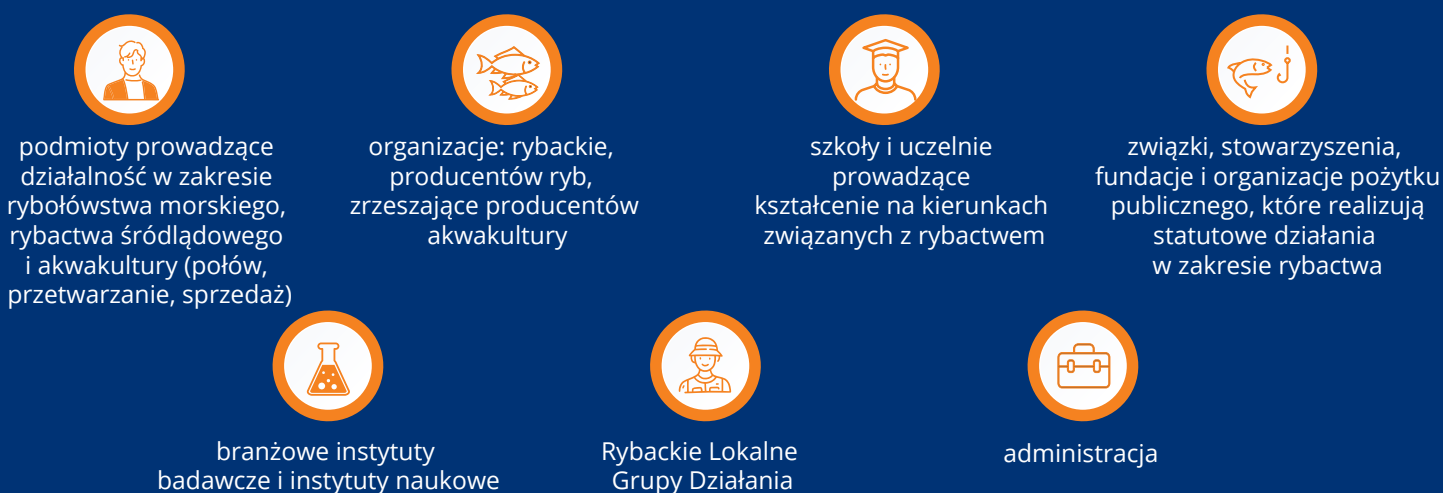 podmioty prowadzące
działalność w zakresie
rybołówstwa morskiego,
rybactwa śródlądowego
i akwakultury (połów,
przetwarzanie, sprzedaż)
organizacje: rybackie,
producentów ryb,
zrzeszające producentów
akwakultury
szkoły i uczelnie
prowadzące
kształcenie na kierunkach
związanych z rybactwem
związki, stowarzyszenia,
fundacje i organizacje pożytku
publicznego, które realizują
statutowe działania
w zakresie rybactwa
branżowe instytuty
badawcze i instytuty naukowe
Rybackie Lokalne
Grupy Działania
administracja